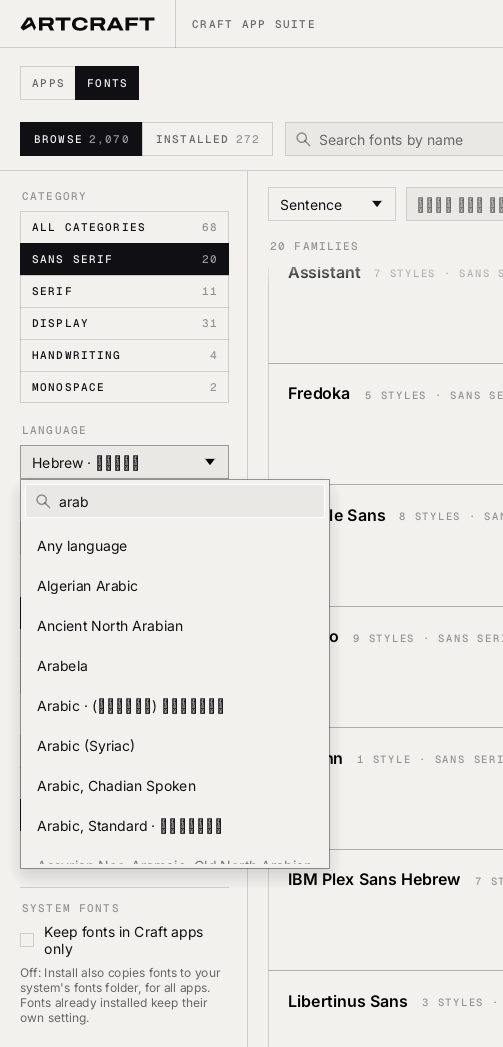 ARTCRAFT
CRAFT APP SUITE
APPS FONTS
BROWSE 2,070 INSTALLED 272
Search fonts by name
CATEGORY
ALL CATEGORIES 68
SANS SERIF 20
SERIF 11
DISPLAY 31
HANDWRITING 4
MONOSPACE 2
LANGUAGE
Hebrew ·
arab
Any language
Algerian Arabic
Ancient North Arabian
Arabela
Arabic ·
Arabic (Syriac)
Arabic, Chadian Spoken
Arabic, Standard ·
SYSTEM FONTS
Keep fonts in Craft apps
only
Off: Install also copies fonts to your
system's fonts folder, for all apps.
Fonts already installed keep their
own setting.
Sentence
20 FAMILIES
Assistant 7 STYLES · SANS S
Fredoka 5 STYLES · SANS SE
le Sans 8 STYLES · SAN
o 9 STYLES · SANS SERI
nn 1 STYLE · SANS SERI
IBM Plex Sans Hebrew 7 ST
Libertinus Sans 3 STYLES ·